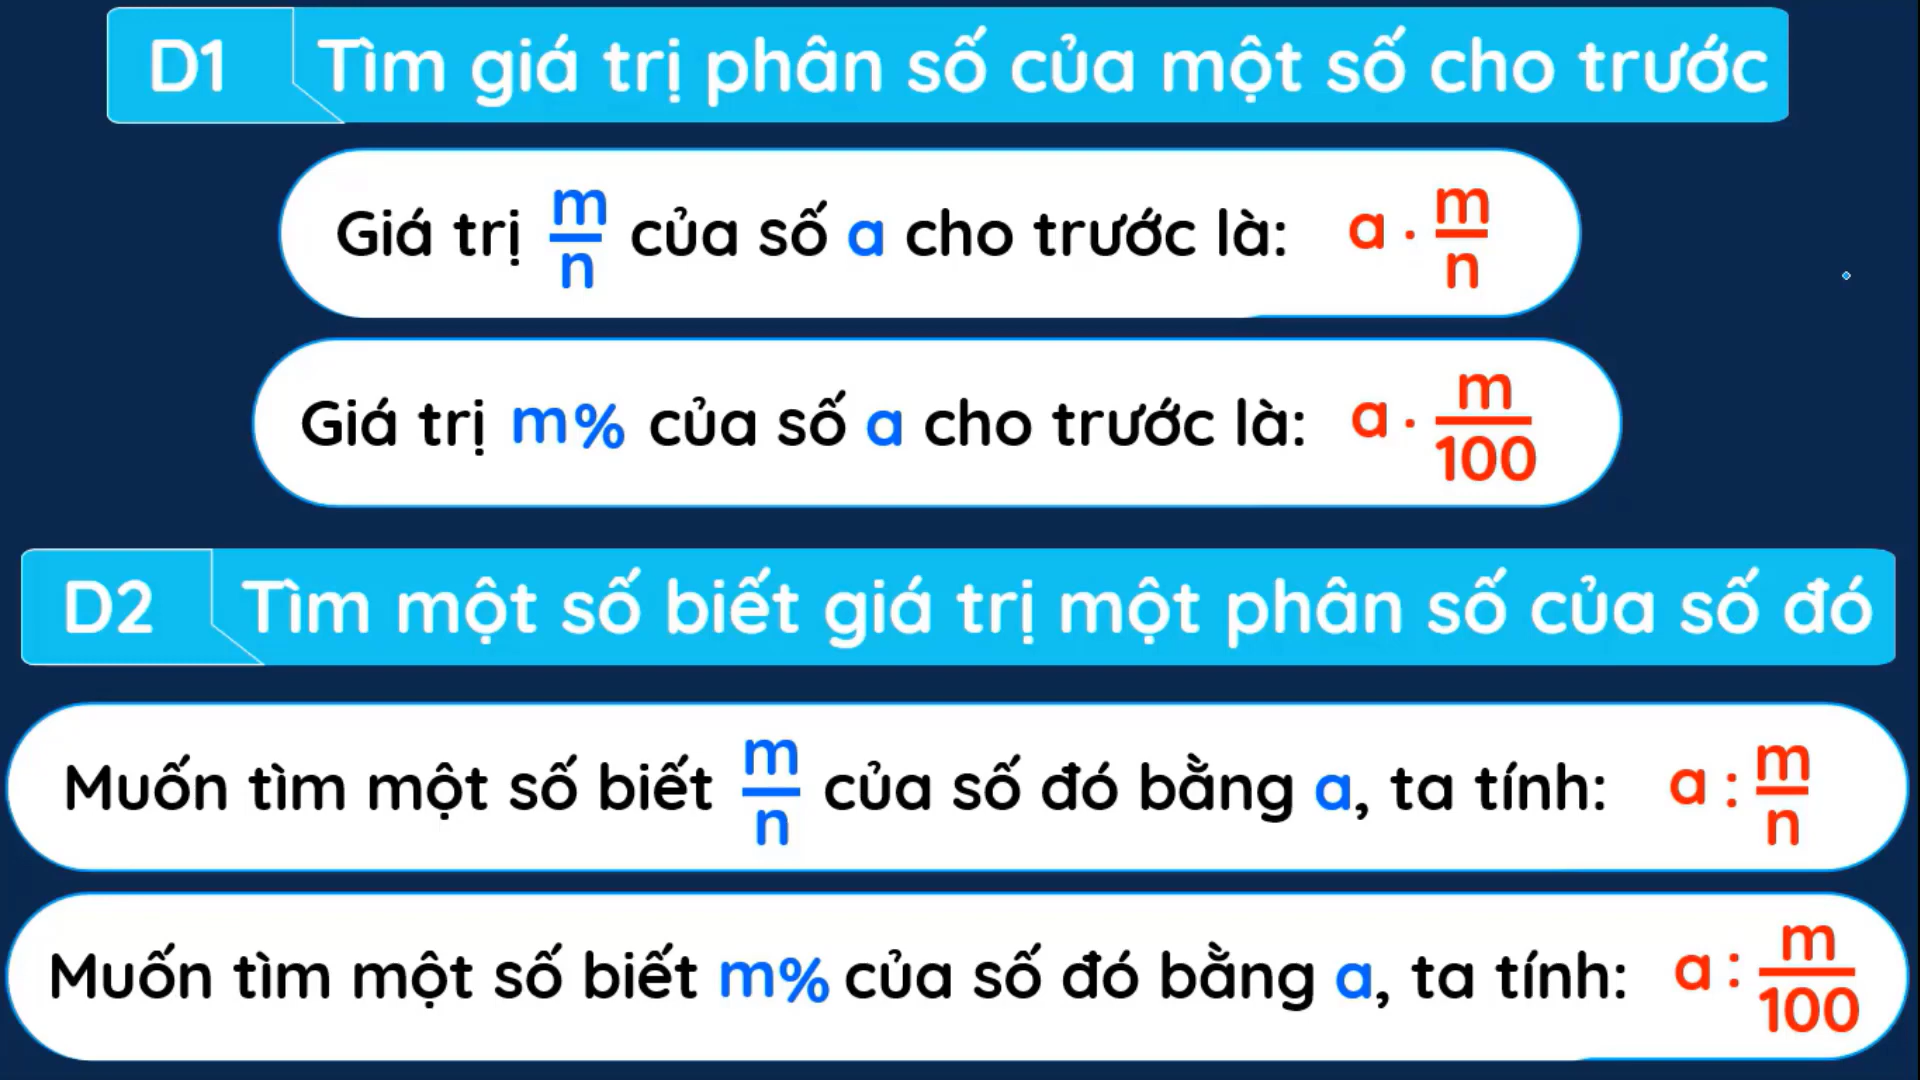 D1 Tìm giá trị phân số của một số cho trước
Giá trị m/n của số a cho trước là: a · m/n
Giá trị m% của số a cho trước là: a · m/100
D2 Tìm một số biết giá trị một phân số của số đó
Muốn tìm một số biết m/n của số đó bằng a, ta tính: a : m/n
Muốn tìm một số biết m% của số đó bằng a, ta tính: a : m/100